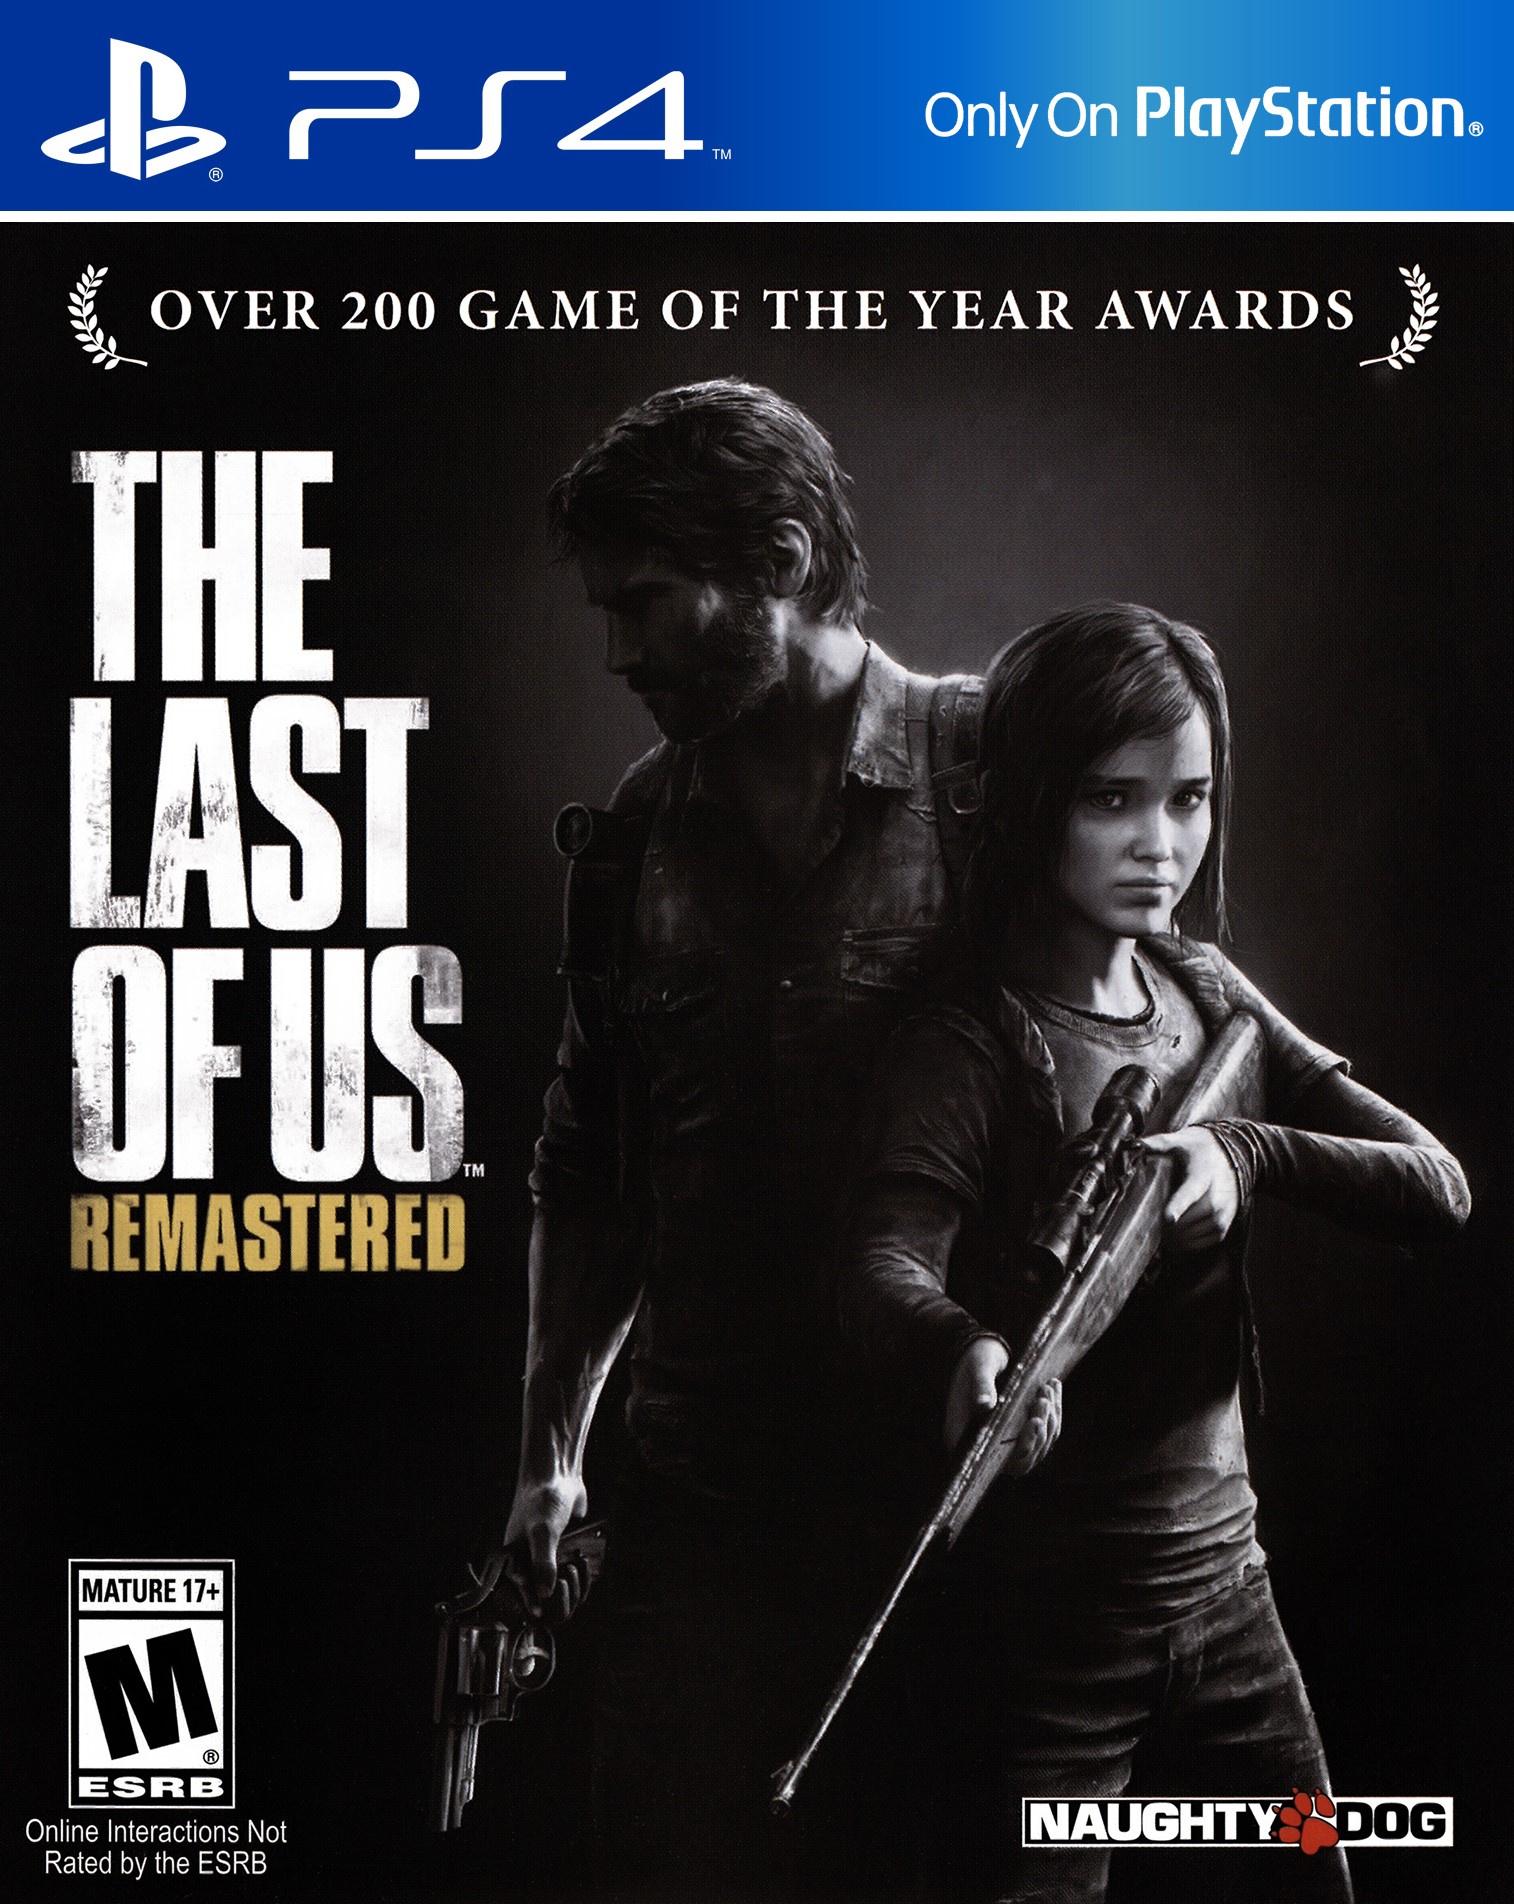 PS4™
Only On PlayStation®
OVER 200 GAME OF THE YEAR AWARDS
THE
LAST
OF US™
REMASTERED
MATURE 17+
M®
ESRB
Online Interactions Not
Rated by the ESRB
NAUGHTY DOG